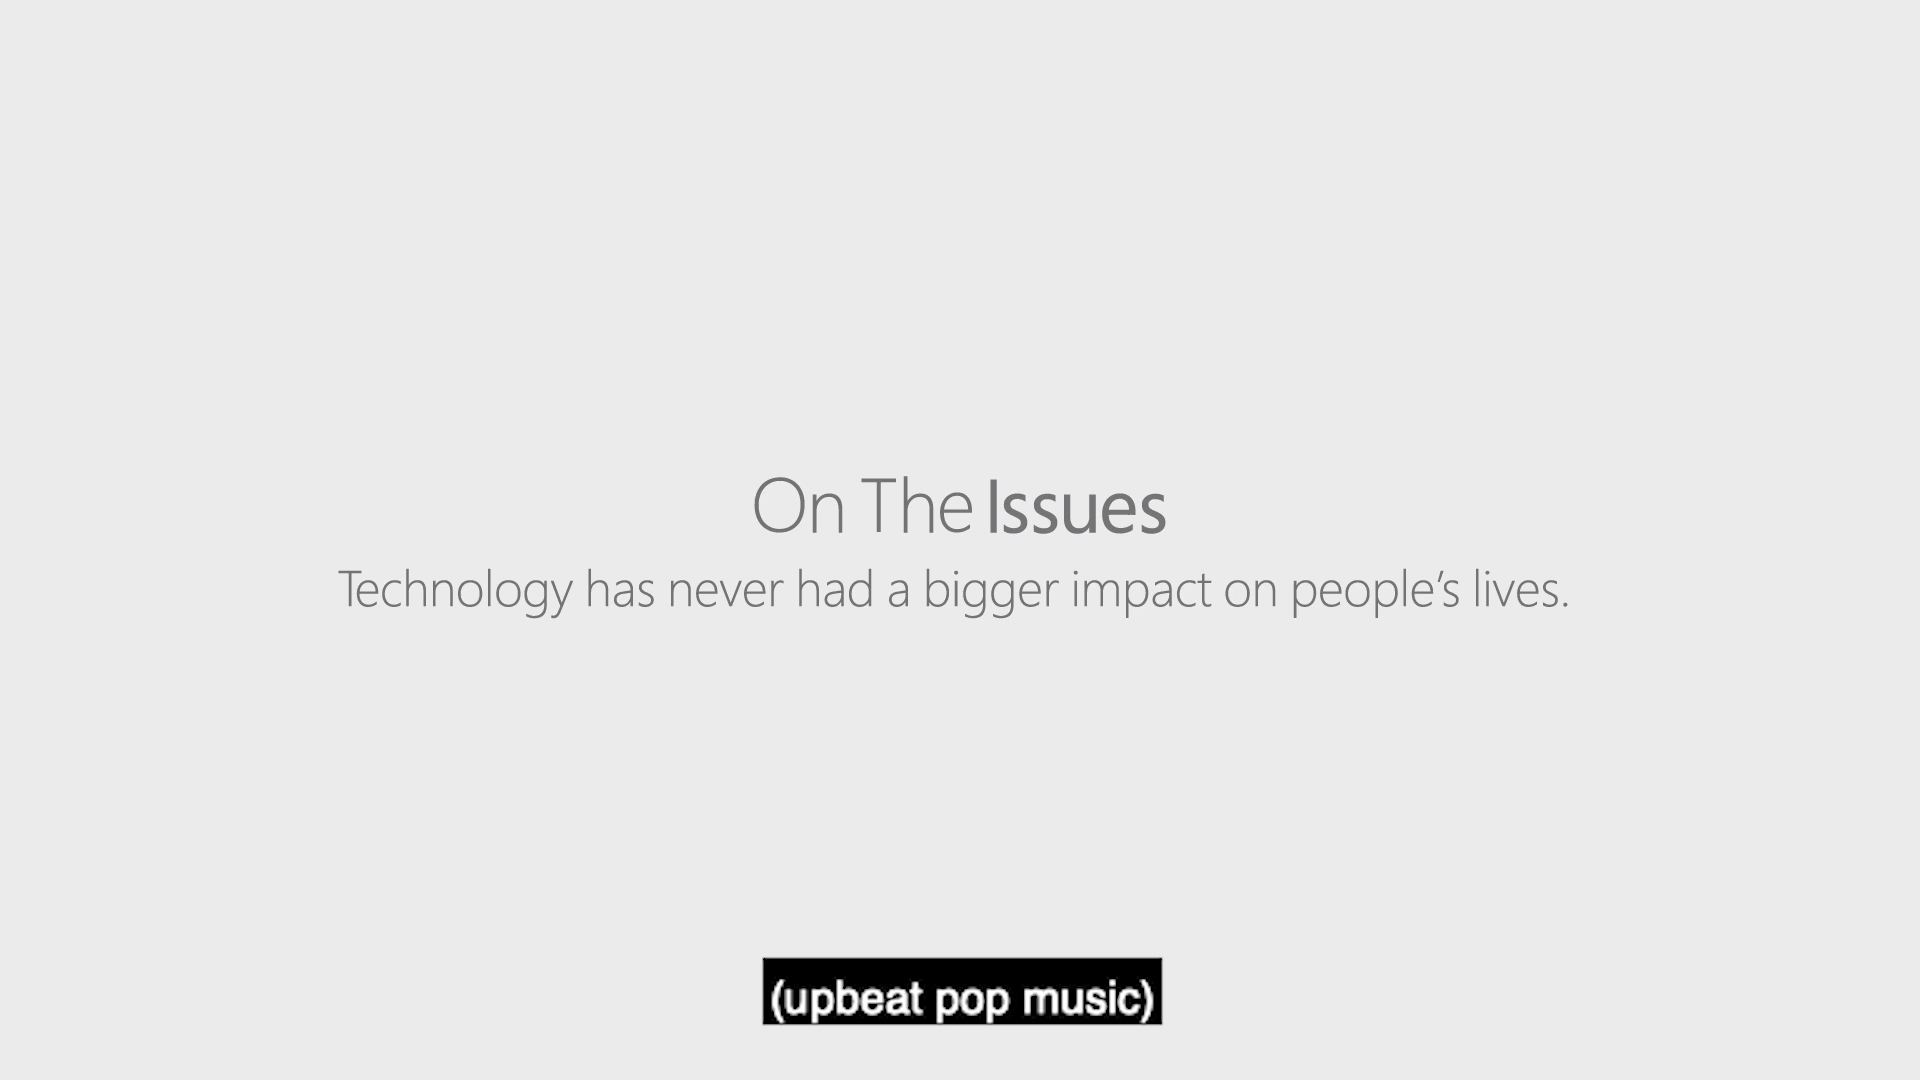 On The Issues
Technology has never had a bigger impact on people’s lives.
(upbeat pop music)